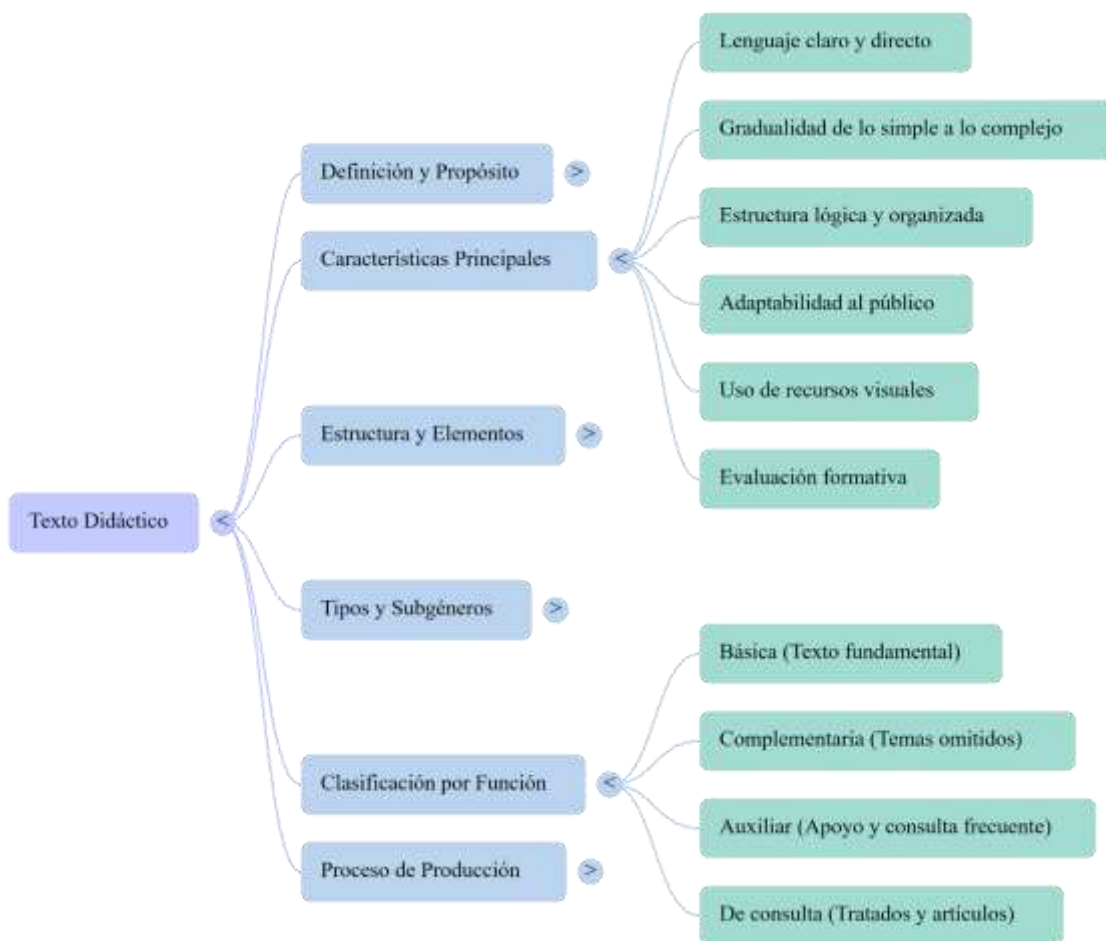 Texto Didáctico
<
Definición y Propósito
>
Características Principales
<
Lenguaje claro y directo
Gradualidad de lo simple a lo complejo
Estructura lógica y organizada
Adaptabilidad al público
Uso de recursos visuales
Evaluación formativa
Estructura y Elementos
>
Tipos y Subgéneros
>
Clasificación por Función
<
Básica (Texto fundamental)
Complementaria (Temas omitidos)
Auxiliar (Apoyo y consulta frecuente)
De consulta (Tratados y artículos)
Proceso de Producción
>